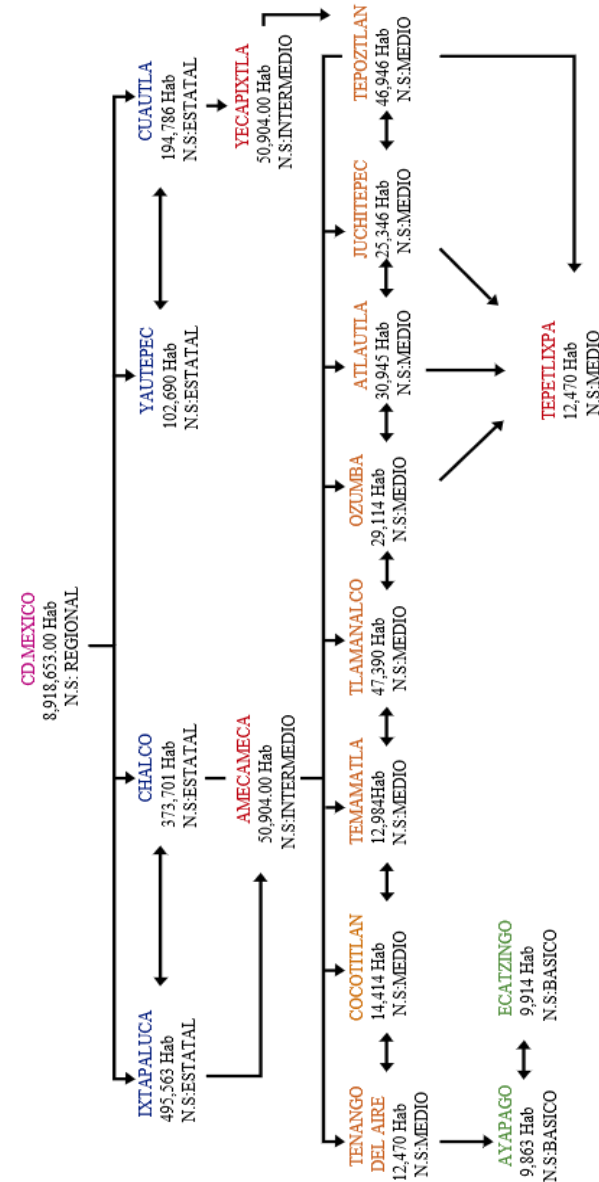 CD.MEXICO
8,918,653.00 Hab
N.S: REGIONAL
IXTAPALUCA
495,563 Hab
N.S:ESTATAL
CHALCO
373,701 Hab
N.S:ESTATAL
YAUTEPEC
102,690 Hab
N.S:ESTATAL
CUAUTLA
194,786 Hab
N.S:ESTATAL
AMECAMECA
50,904.00 Hab
N.S:INTERMEDIO
YECAPIXTLA
50,904.00 Hab
N.S:INTERMEDIO
TENANGO
DEL AIRE
12,470 Hab
N.S:MEDIO
COCOTITLAN
14,414 Hab
N.S:MEDIO
TEMAMATLA
12,984Hab
N.S:MEDIO
TLAMANALCO
47,390 Hab
N.S:MEDIO
OZUMBA
29,114 Hab
N.S:MEDIO
ATLAUTLA
30,945 Hab
N.S:MEDIO
JUCHITEPEC
25,346 Hab
N.S:MEDIO
TEPOZTLAN
46,946 Hab
N.S:MEDIO
AYAPAGO
9,863 Hab
N.S:BASICO
ECATZINGO
9,914 Hab
N.S:BASICO
TEPETLIXPA
12,470 Hab
N.S:MEDIO